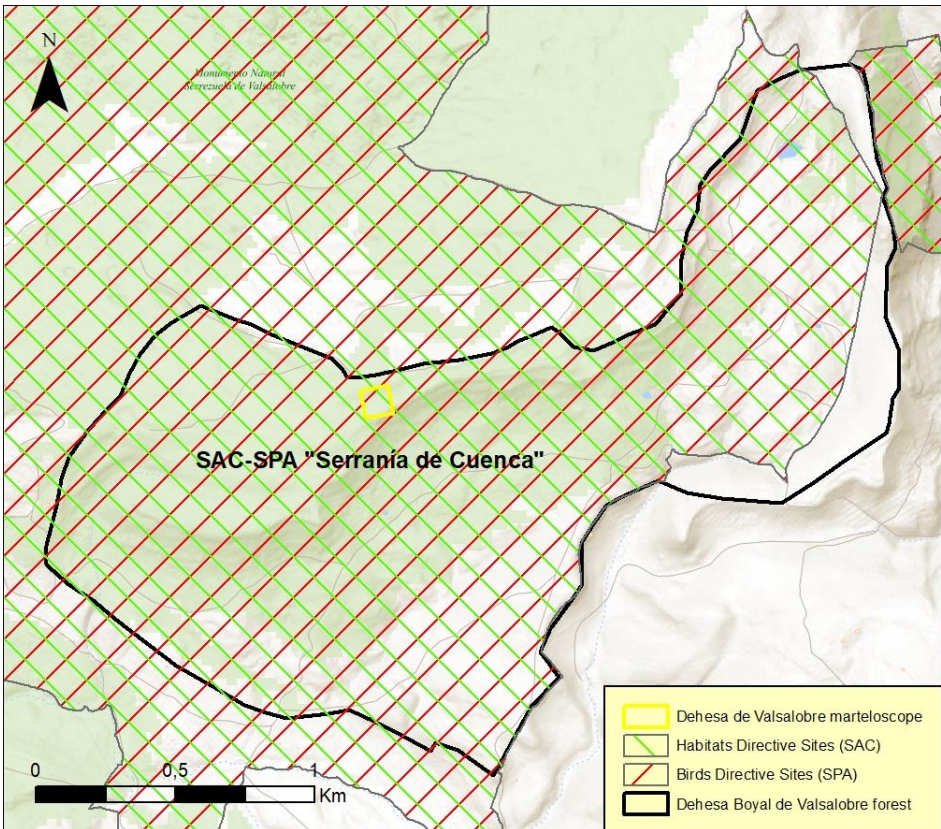 N
Monumento Natural
Serrezuela de Valsalobre
SAC-SPA "Serranía de Cuenca"
0 0,5 1
Km
Dehesa de Valsalobre marteloscope
Habitats Directive Sites (SAC)
Birds Directive Sites (SPA)
Dehesa Boyal de Valsalobre forest